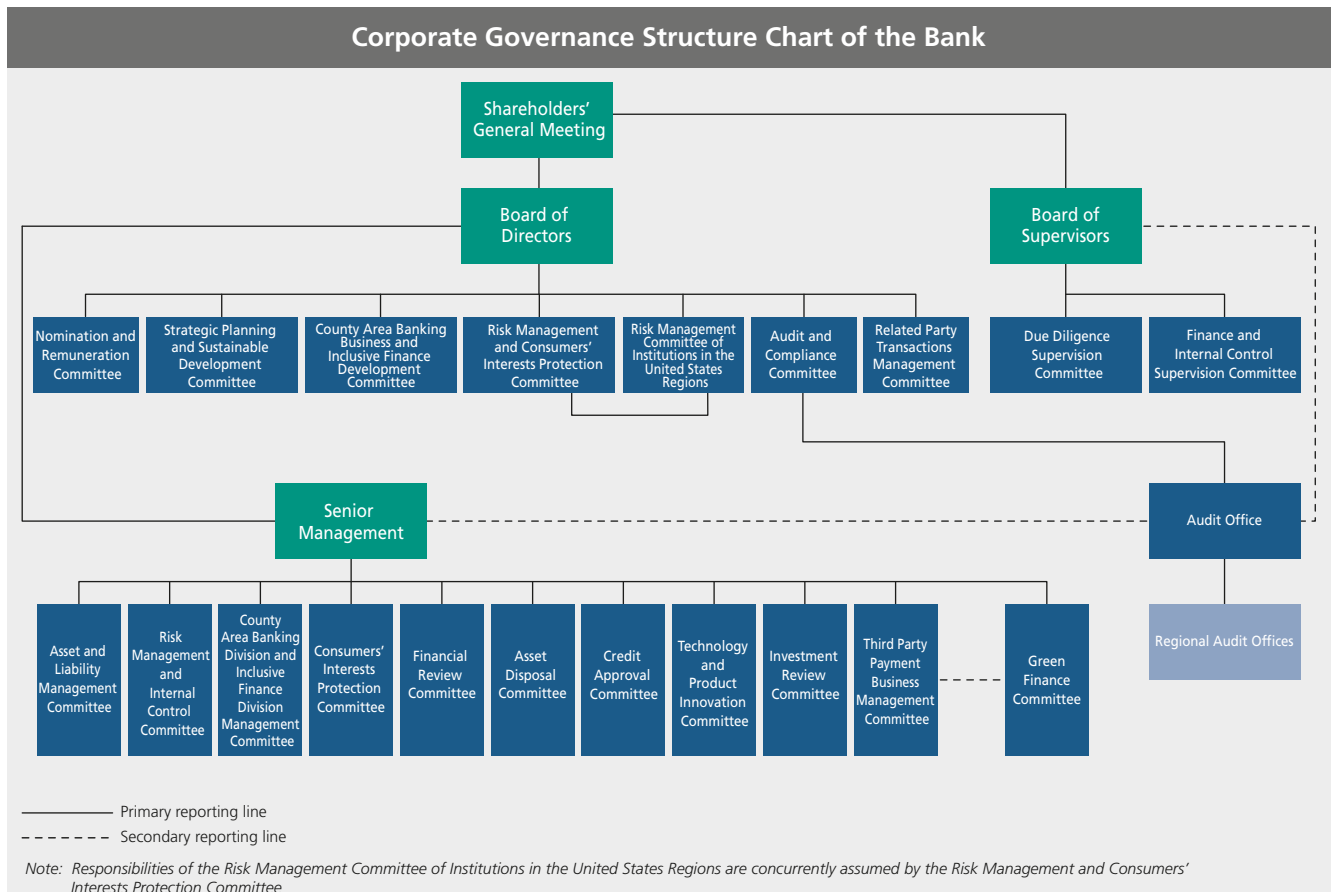 Corporate Governance Structure Chart of the Bank
Shareholders'
General Meeting
Board of
Directors
Board of
Supervisors
Nomination and
Remuneration
Committee
Strategic Planning
and Sustainable
Development
Committee
County Area Banking
Business and
Inclusive Finance
Development
Committee
Risk Management
and Consumers'
Interests Protection
Committee
Risk Management
Committee of
Institutions in the
United States
Regions
Audit and
Compliance
Committee
Related Party
Transactions
Management
Committee
Due Diligence
Supervision
Committee
Finance and
Internal Control
Supervision Committee
Senior
Management
Audit Office
Asset and
Liability
Management
Committee
Risk
Management
and
Internal
Control
Committee
County
Area Banking
Division and
Inclusive
Finance
Division
Management
Committee
Consumers'
Interests
Protection
Committee
Financial
Review
Committee
Asset
Disposal
Committee
Credit
Approval
Committee
Technology
and
Product
Innovation
Committee
Investment
Review
Committee
Third Party
Payment
Business
Management
Committee
Green
Finance
Committee
Regional Audit Offices
Primary reporting line
Secondary reporting line
Note: Responsibilities of the Risk Management Committee of Institutions in the United States Regions are concurrently assumed by the Risk Management and Consumers'
Interests Protection Committee